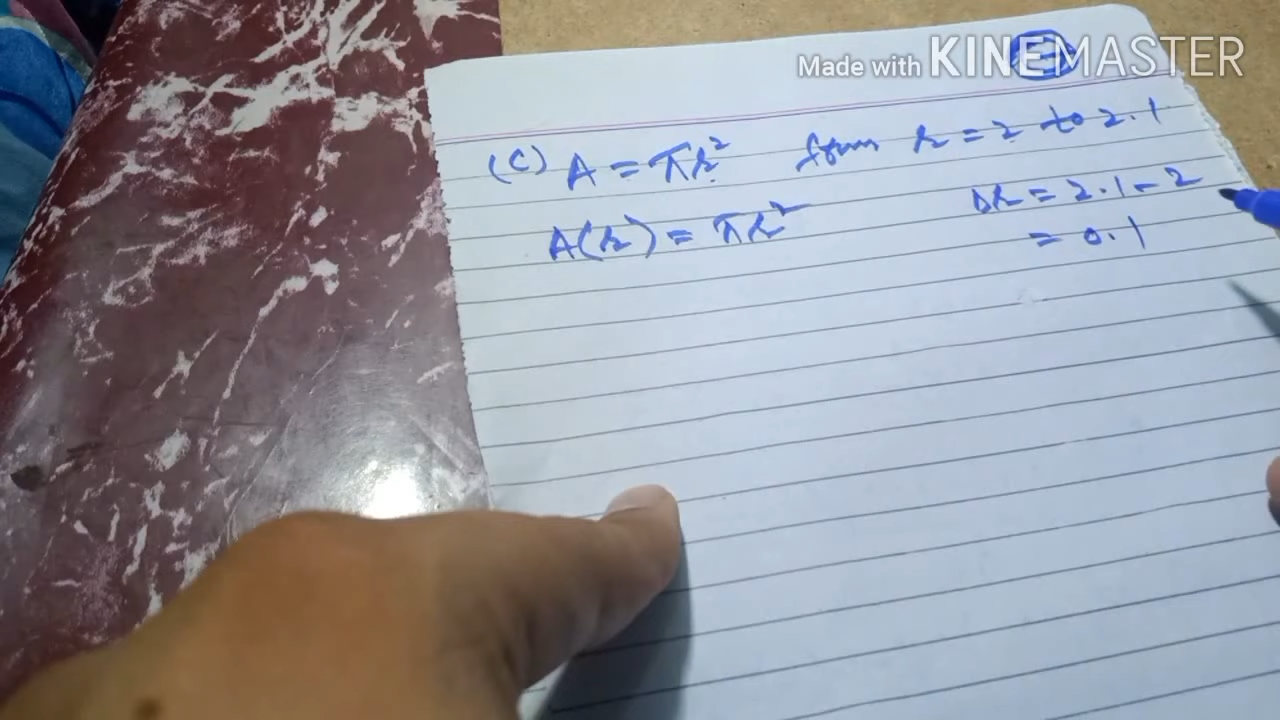 Made with KINEMASTER
(C) A = πr² from r = 2 to 2.1
Δr = 2.1 - 2
A(r) = πr²
= 0.1